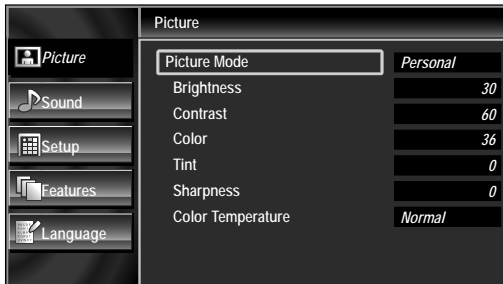 Picture
Picture
Sound
Setup
Features
Language
Picture Mode Personal
Brightness 30
Contrast 60
Color 36
Tint 0
Sharpness 0
Color Temperature Normal